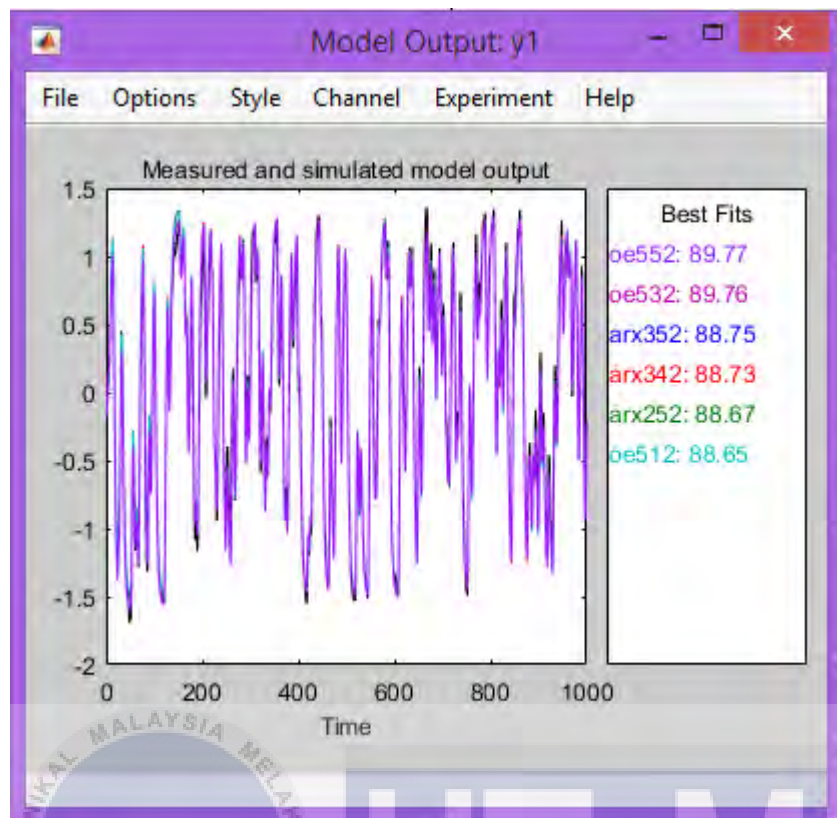 Model Output: y1
File Options Style Channel Experiment Help
Measured and simulated model output
1.5
1
0.5
0
-0.5
-1
-1.5
-2
0 200 400 600 800 1000
Time
Best Fits
oe552: 89.77
oe532: 89.76
arx352: 88.75
arx342: 88.73
arx252: 88.67
oe512: 88.65
MALAYSIA